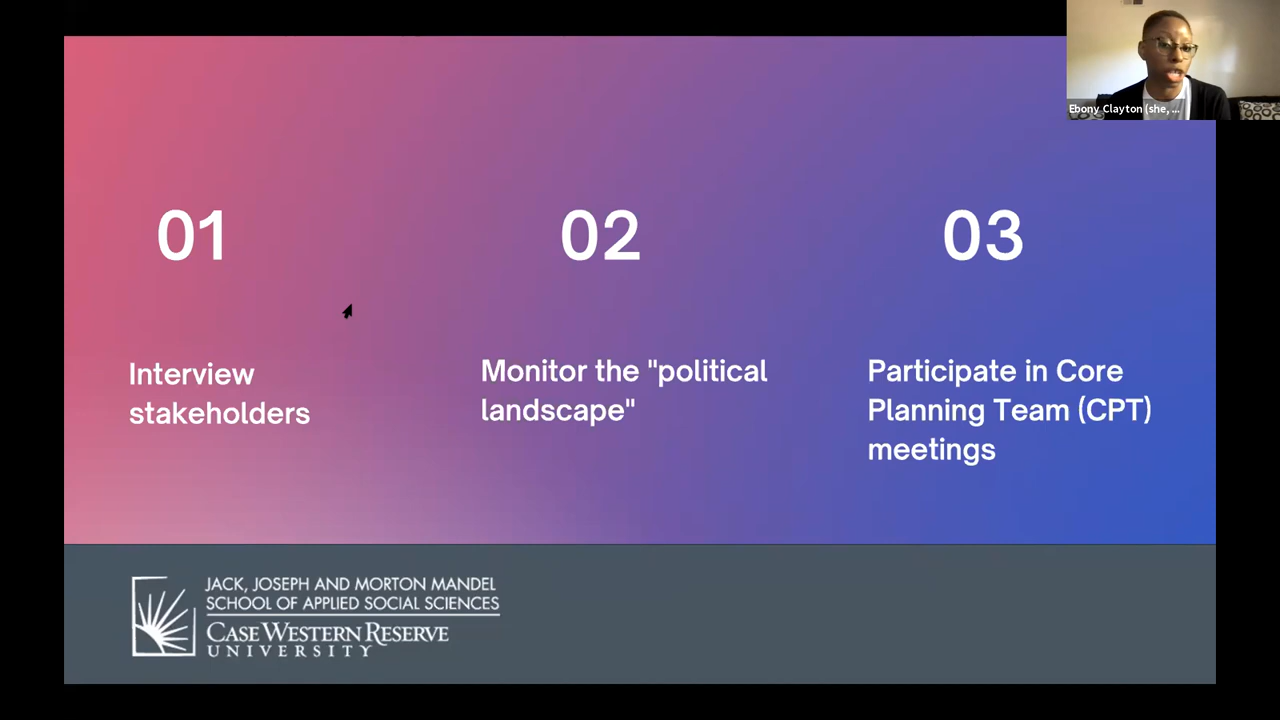 Ebony Clayton (she, ...
01
Interview
stakeholders
02
Monitor the "political
landscape"
03
Participate in Core
Planning Team (CPT)
meetings
JACK, JOSEPH AND MORTON MANDEL
SCHOOL OF APPLIED SOCIAL SCIENCES
CASE WESTERN RESERVE
UNIVERSITY